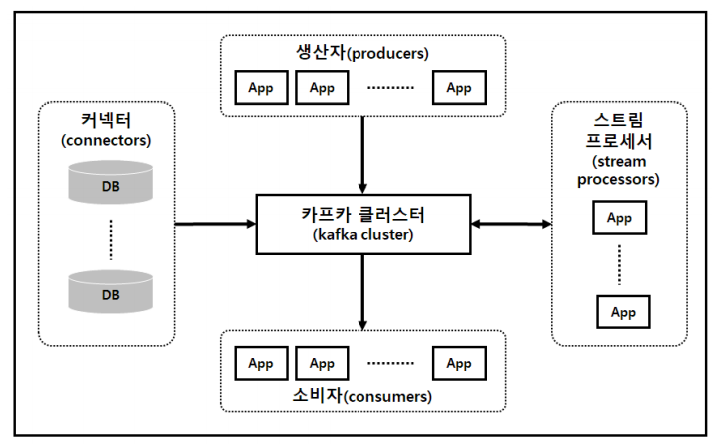 생산자(producers)
App App ·········· App
커넥터
(connectors)
DB
DB
카프카 클러스터
(kafka cluster)
스트림
프로세서
(stream
processors)
App
App
App App ·········· App
소비자(consumers)